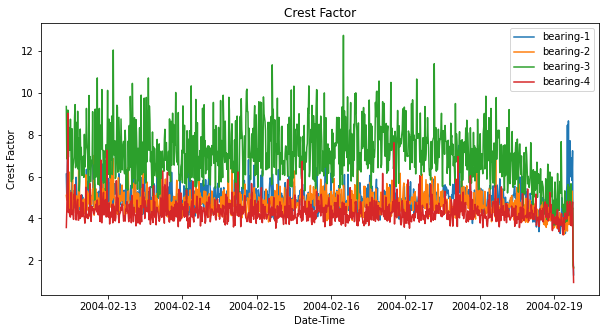 Crest Factor
bearing-1
bearing-2
bearing-3
bearing-4
12
10
8
6
4
2
Crest Factor
2004-02-13 2004-02-14 2004-02-15 2004-02-16 2004-02-17 2004-02-18 2004-02-19
Date-Time